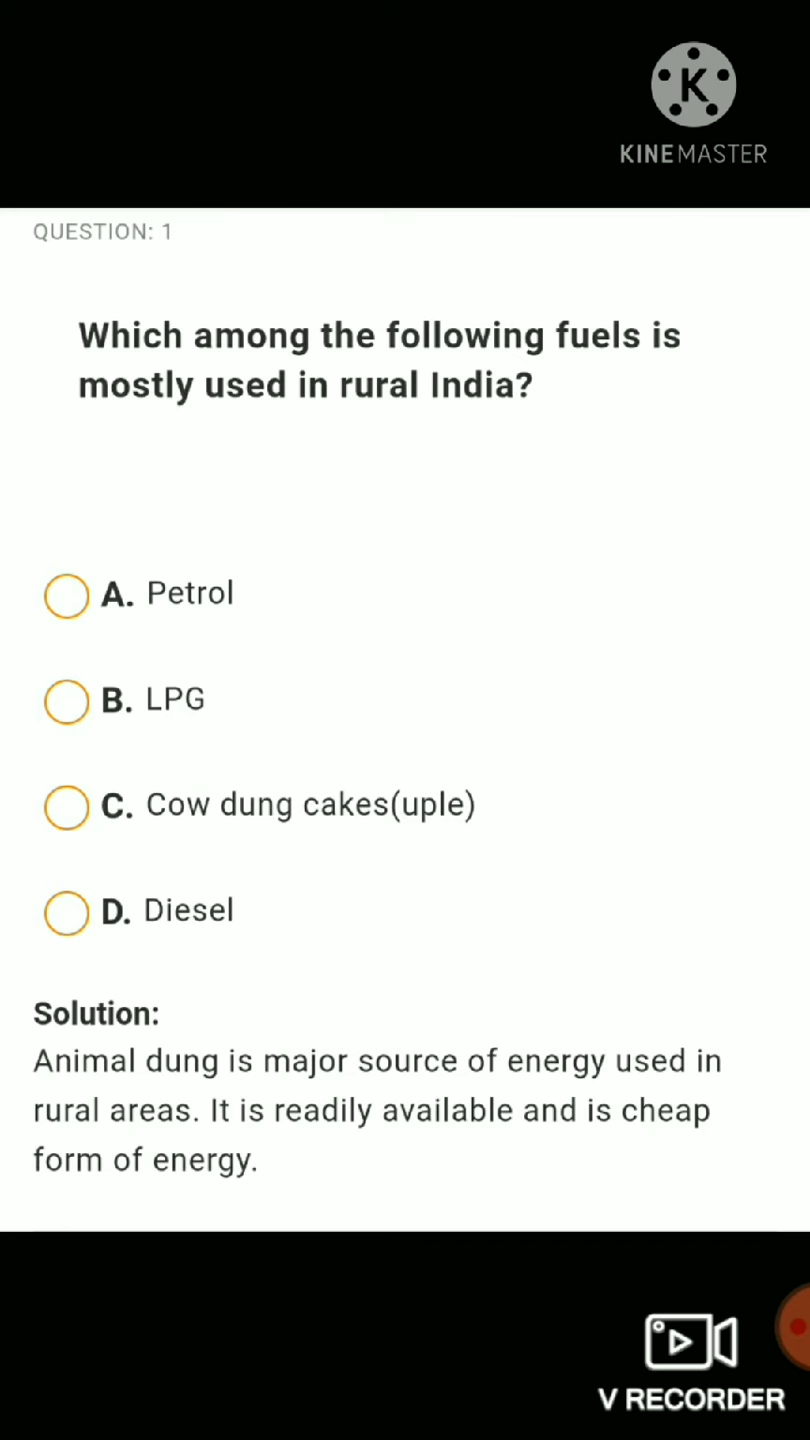 K
KINEMASTER
QUESTION: 1
Which among the following fuels is
mostly used in rural India?
A. Petrol
B. LPG
C. Cow dung cakes(uple)
D. Diesel
Solution:
Animal dung is major source of energy used in
rural areas. It is readily available and is cheap
form of energy.
V RECORDER